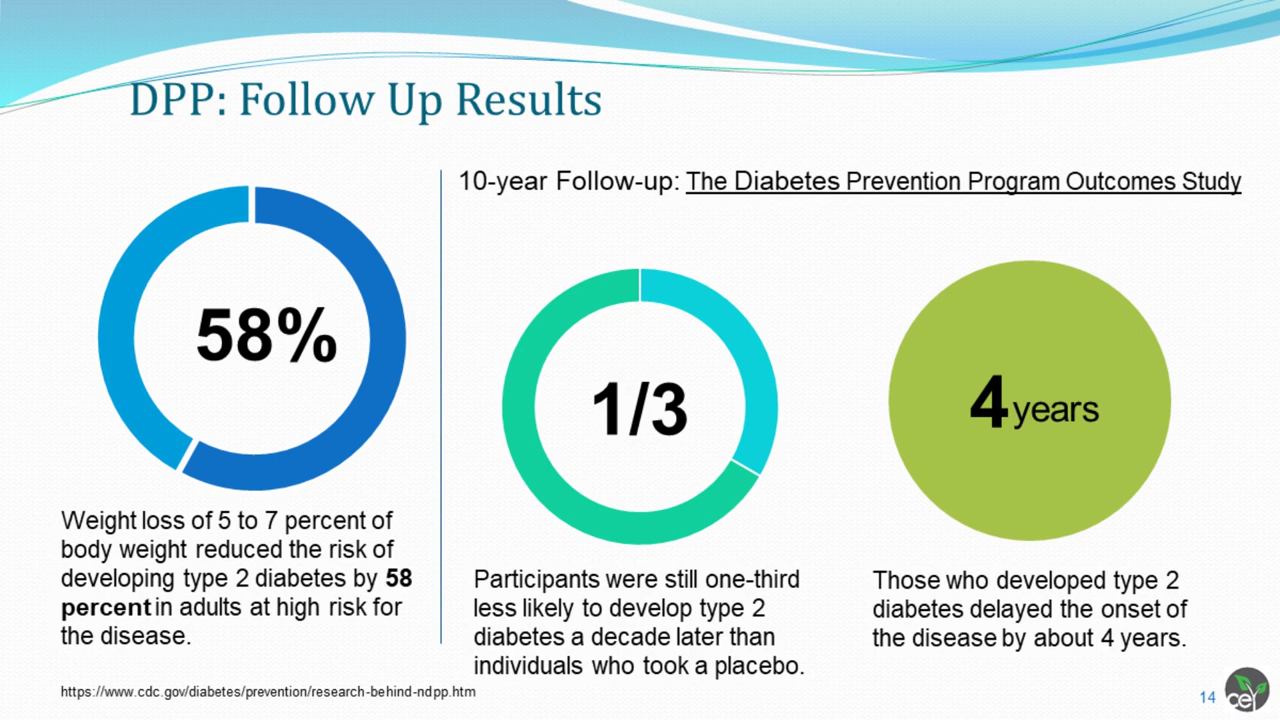 DPP: Follow Up Results
58%
Weight loss of 5 to 7 percent of
body weight reduced the risk of
developing type 2 diabetes by 58
percent in adults at high risk for
the disease.
10-year Follow-up: The Diabetes Prevention Program Outcomes Study
1/3
Participants were still one-third
less likely to develop type 2
diabetes a decade later than
individuals who took a placebo.
4 years
Those who developed type 2
diabetes delayed the onset of
the disease by about 4 years.
https://www.cdc.gov/diabetes/prevention/research-behind-ndpp.htm
14
cey